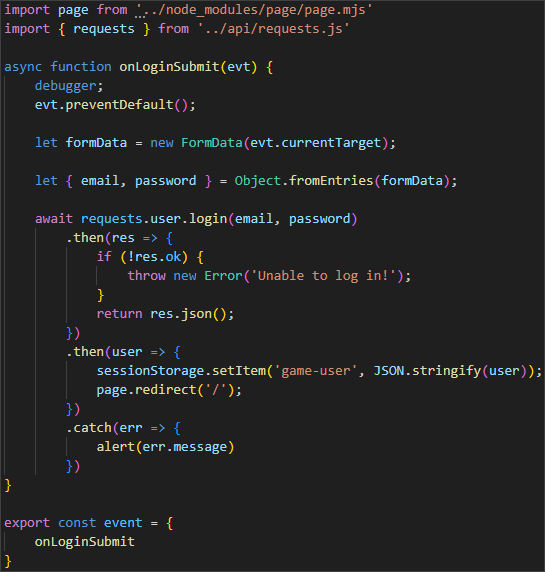 import page from '../node_modules/page/page.mjs'
import { requests } from '../api/requests.js'

async function onLoginSubmit(evt) {
    debugger;
    evt.preventDefault();

    let formData = new FormData(evt.currentTarget);

    let { email, password } = Object.fromEntries(formData);

    await requests.user.login(email, password)
        .then(res => {
            if (!res.ok) {
                throw new Error('Unable to log in!');
            }
            return res.json();
        })
        .then(user => {
            sessionStorage.setItem('game-user', JSON.stringify(user));
            page.redirect('/');
        })
        .catch(err => {
            alert(err.message)
        })
}

export const event = {
    onLoginSubmit
}